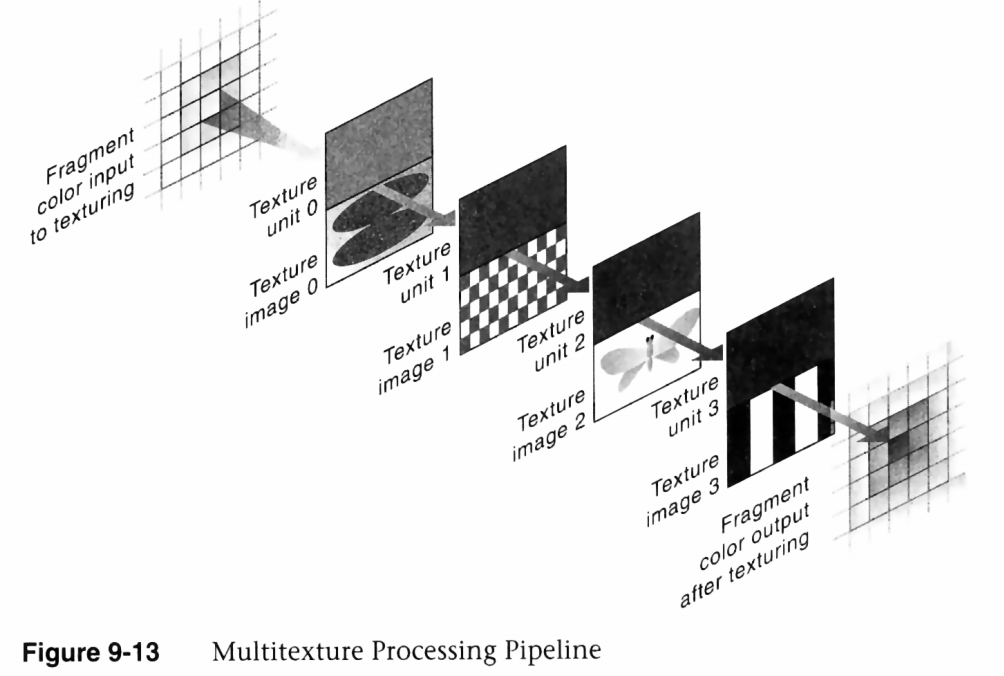 Fragment
color input
to texturing
Texture
unit 0
Texture
image 0
Texture
unit 1
Texture
image 1
Texture
unit 2
Texture
image 2
Texture
unit 3
Texture
image 3
Fragment
color output
after texturing
Figure 9-13 Multitexture Processing Pipeline